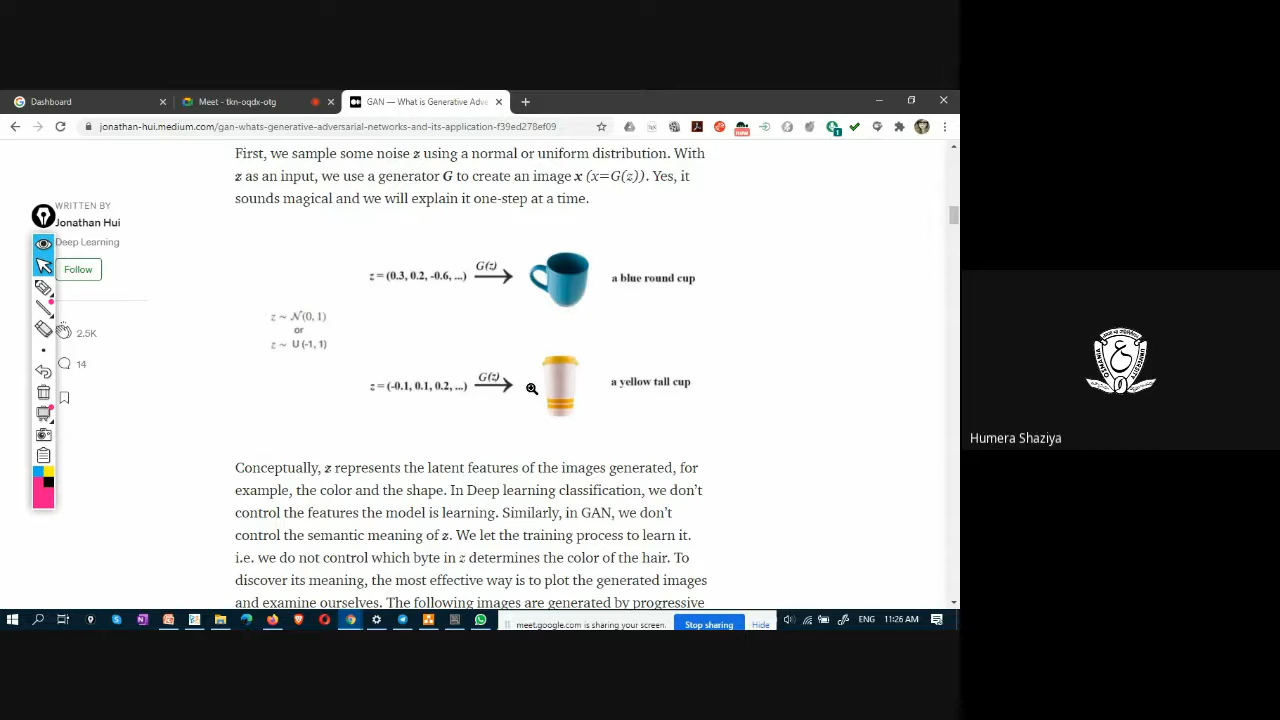 Dashboard
Meet - tkn-oqdx-otg
GAN — What is Generative Adve
jonathan-hui.medium.com/gan-whats-generative-adversarial-networks-and-its-application-f39ed278ef09
new
1
First, we sample some noise z using a normal or uniform distribution. With
z as an input, we use a generator G to create an image x (x=G(z)). Yes, it
sounds magical and we will explain it one-step at a time.
WRITTEN BY
Jonathan Hui
Deep Learning
Follow
2.5K
14
z = (0.3, 0.2, -0.6, ...)
G(z)
a blue round cup
z ~ N(0, 1)
or
z ~ U (-1, 1)
z = (-0.1, 0.1, 0.2, ...)
G(z)
a yellow tall cup
Conceptually, z represents the latent features of the images generated, for
example, the color and the shape. In Deep learning classification, we don’t
control the features the model is learning. Similarly, in GAN, we don’t
control the semantic meaning of z. We let the training process to learn it.
i.e. we do not control which byte in z determines the color of the hair. To
discover its meaning, the most effective way is to plot the generated images
and examine ourselves. The following images are generated by progressive
meet.google.com is sharing your screen.
Stop sharing
Hide
ENG
11:26 AM
Humera Shaziya